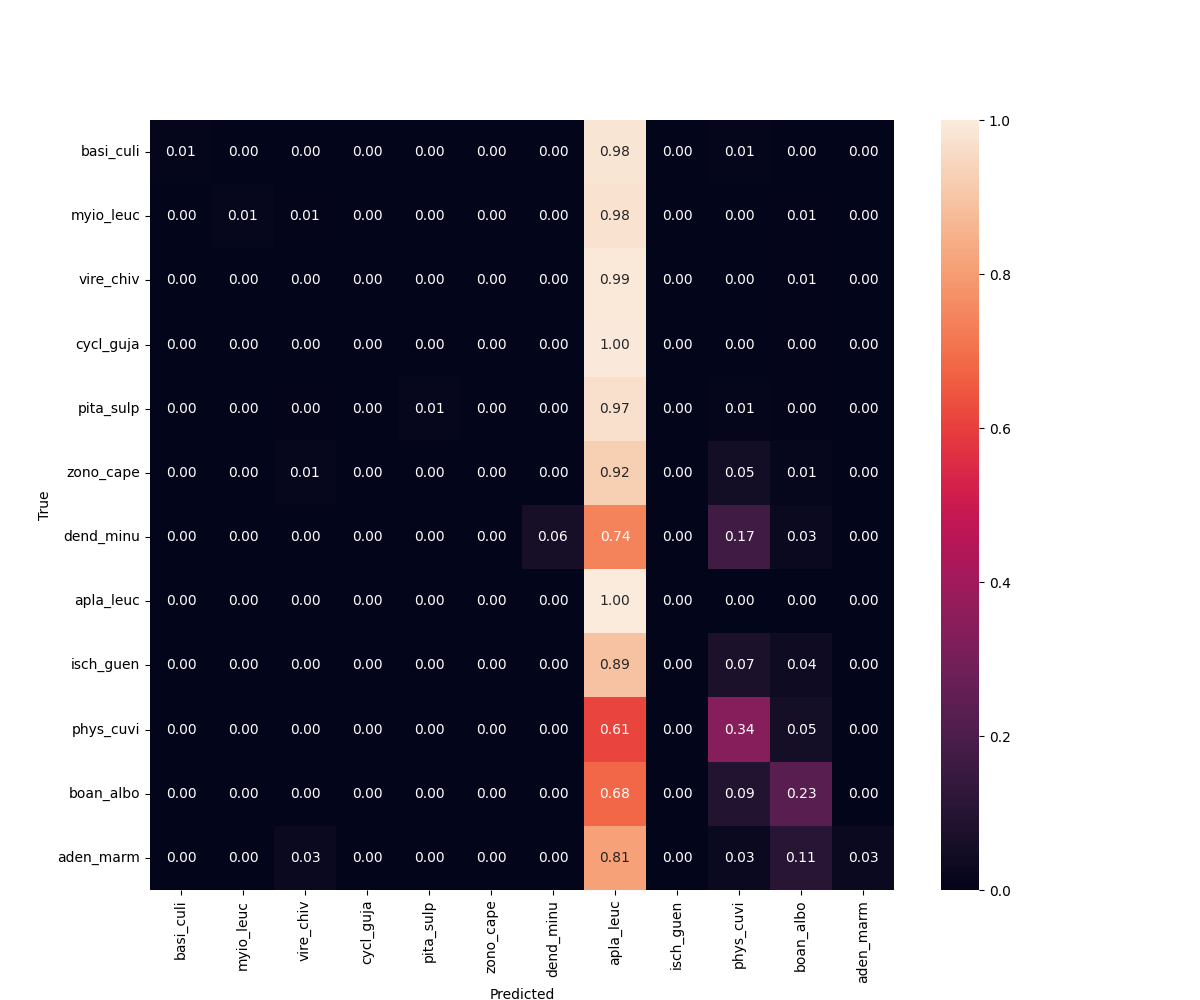 1.0
basi_culi 0.01 0.00 0.00 0.00 0.00 0.00 0.00 0.98 0.00 0.01 0.00 0.00
myio_leuc 0.00 0.01 0.01 0.00 0.00 0.00 0.00 0.98 0.00 0.00 0.01 0.00
0.8
vire_chiv 0.00 0.00 0.00 0.00 0.00 0.00 0.00 0.99 0.00 0.00 0.01 0.00
cycl_guja 0.00 0.00 0.00 0.00 0.00 0.00 0.00 1.00 0.00 0.00 0.00 0.00
pita_sulp 0.00 0.00 0.00 0.00 0.01 0.00 0.00 0.97 0.00 0.01 0.00 0.00
0.6
zono_cape 0.00 0.00 0.01 0.00 0.00 0.00 0.00 0.92 0.00 0.05 0.01 0.00
True
dend_minu 0.00 0.00 0.00 0.00 0.00 0.00 0.06 0.74 0.00 0.17 0.03 0.00
0.4
apla_leuc 0.00 0.00 0.00 0.00 0.00 0.00 0.00 1.00 0.00 0.00 0.00 0.00
isch_guen 0.00 0.00 0.00 0.00 0.00 0.00 0.00 0.89 0.00 0.07 0.04 0.00
phys_cuvi 0.00 0.00 0.00 0.00 0.00 0.00 0.00 0.61 0.00 0.34 0.05 0.00
0.2
boan_albo 0.00 0.00 0.00 0.00 0.00 0.00 0.00 0.68 0.00 0.09 0.23 0.00
aden_marm 0.00 0.00 0.03 0.00 0.00 0.00 0.00 0.81 0.00 0.03 0.11 0.03
0.0
basi_culi myio_leuc vire_chiv cycl_guja pita_sulp zono_cape dend_minu apla_leuc isch_guen phys_cuvi boan_albo aden_marm
Predicted